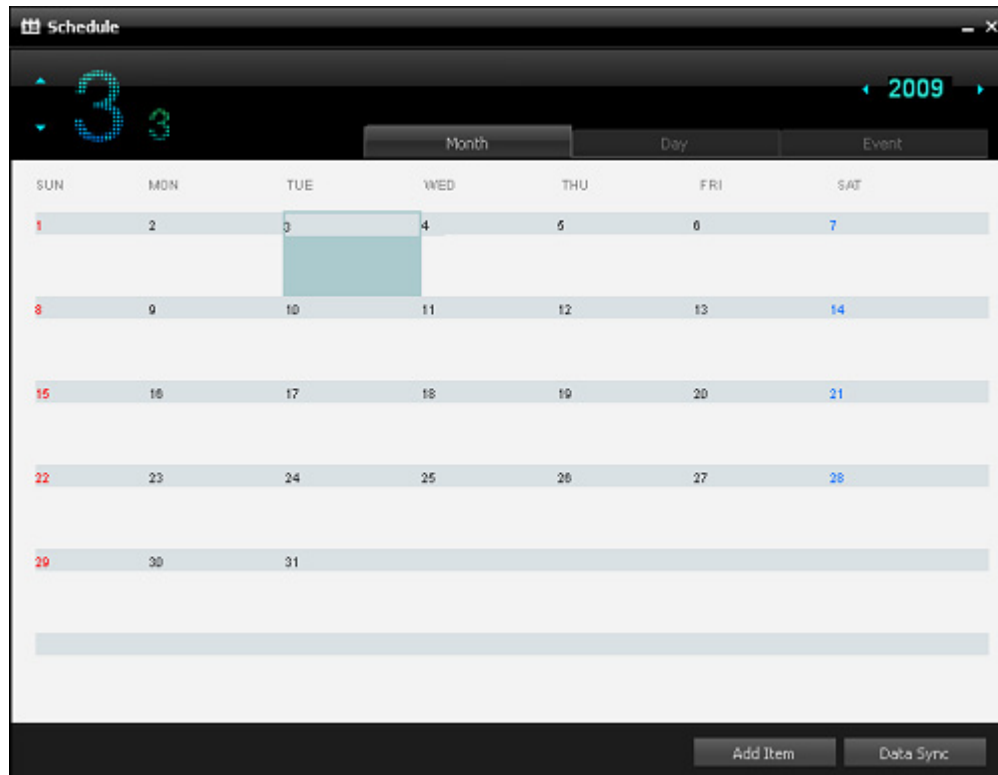 Schedule
3 3
2009
Month Day Event
SUN MON TUE WED THU FRI SAT
1 2 3 4 5 6 7
8 9 10 11 12 13 14
15 16 17 18 19 20 21
22 23 24 25 26 27 28
29 30 31
Add Item Data Sync